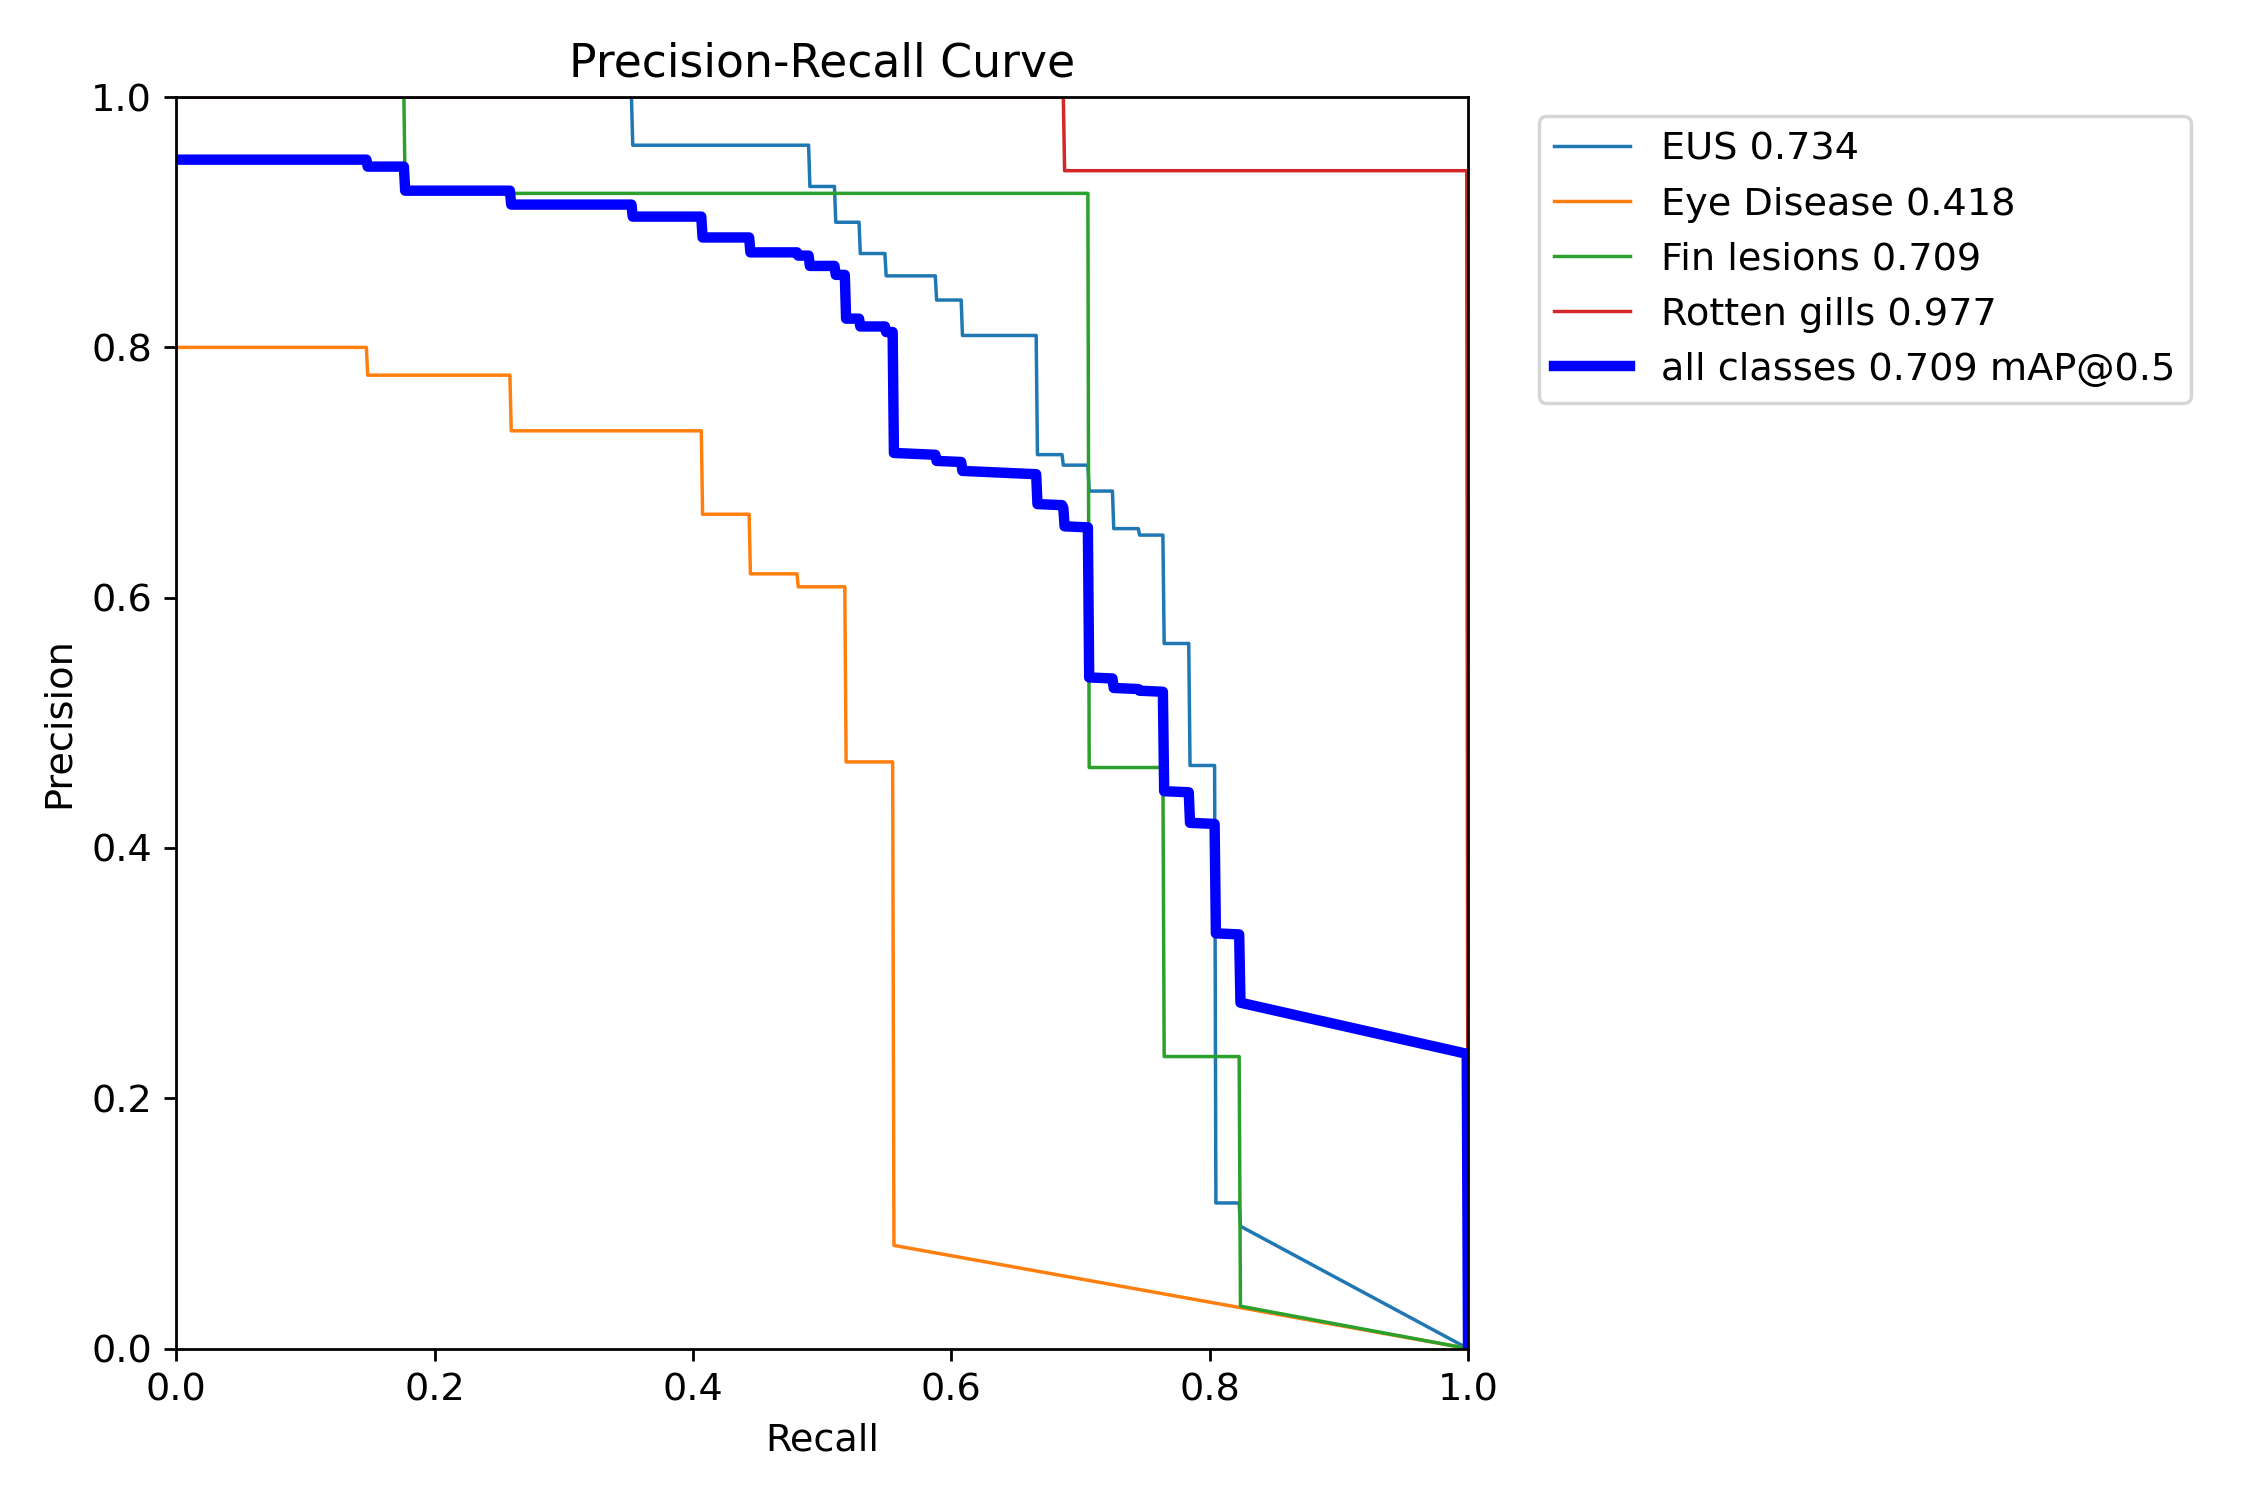 Precision-Recall Curve
1.0
0.8
0.6
0.4
0.2
0.0
Precision
0.0 0.2 0.4 0.6 0.8 1.0
Recall
EUS 0.734
Eye Disease 0.418
Fin lesions 0.709
Rotten gills 0.977
all classes 0.709 mAP@0.5